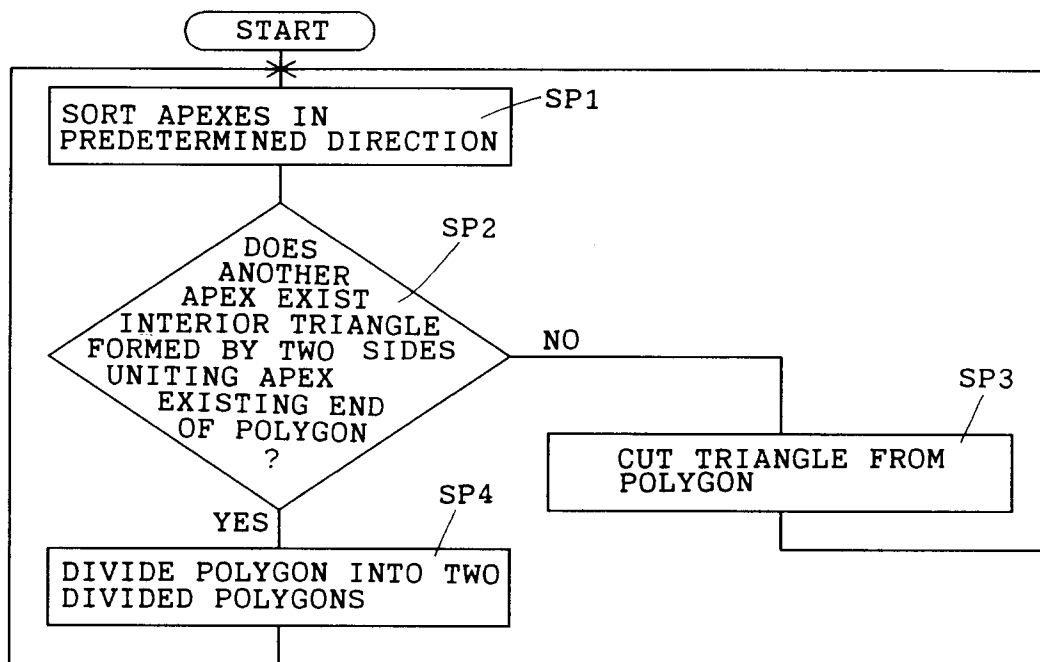 START
SORT APEXES IN
PREDETERMINED DIRECTION
SP1
SP2
DOES
ANOTHER
APEX EXIST
INTERIOR TRIANGLE
FORMED BY TWO SIDES
UNITING APEX
EXISTING END
OF POLYGON
?
NO
SP3
CUT TRIANGLE FROM
POLYGON
YES
SP4
DIVIDE POLYGON INTO TWO
DIVIDED POLYGONS